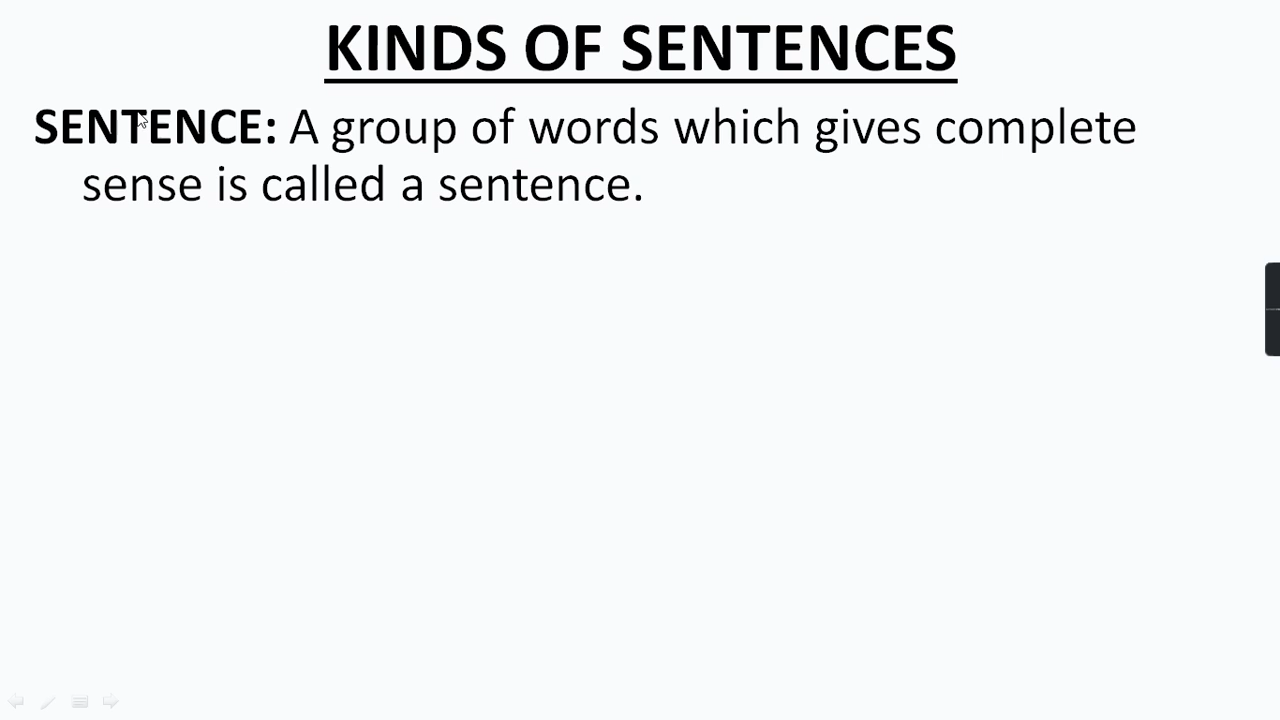 KINDS OF SENTENCES
SENTENCE: A group of words which gives complete
sense is called a sentence.